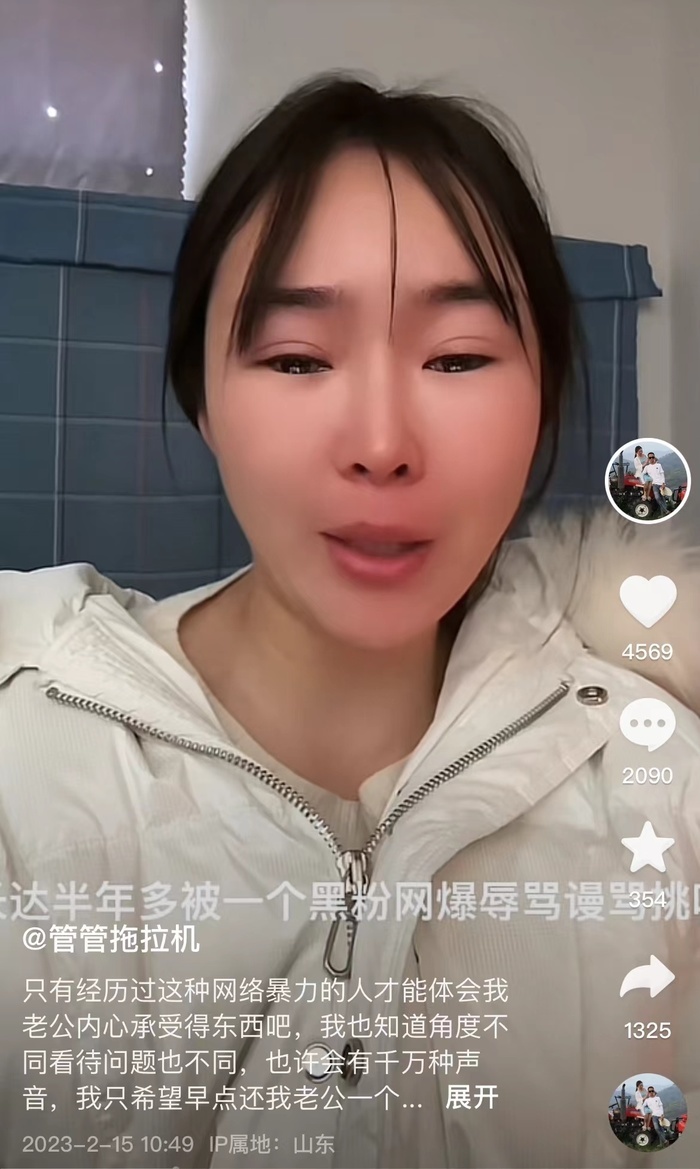 4569
2090
354
1325
达半年多被一个黑粉网爆辱骂谩骂挑
@管管拖拉机
只有经历过这种网络暴力的人才能体会我
老公内心承受得东西吧，我也知道角度不
同看待问题也不同，也许会有千万种声
音，我只希望早点还我老公一个... 展开
2023-2-15 10:49 IP属地：山东